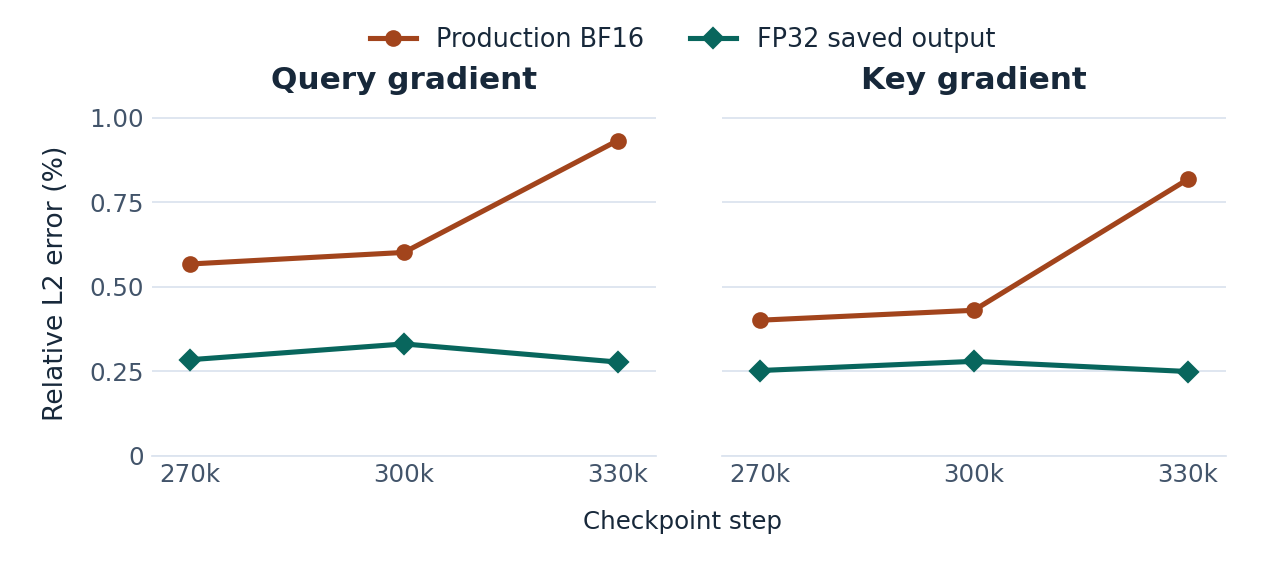 Production BF16 FP32 saved output
Query gradient
Key gradient
Relative L2 error (%)
1.00
0.75
0.50
0.25
0
270k 300k 330k
270k 300k 330k
Checkpoint step